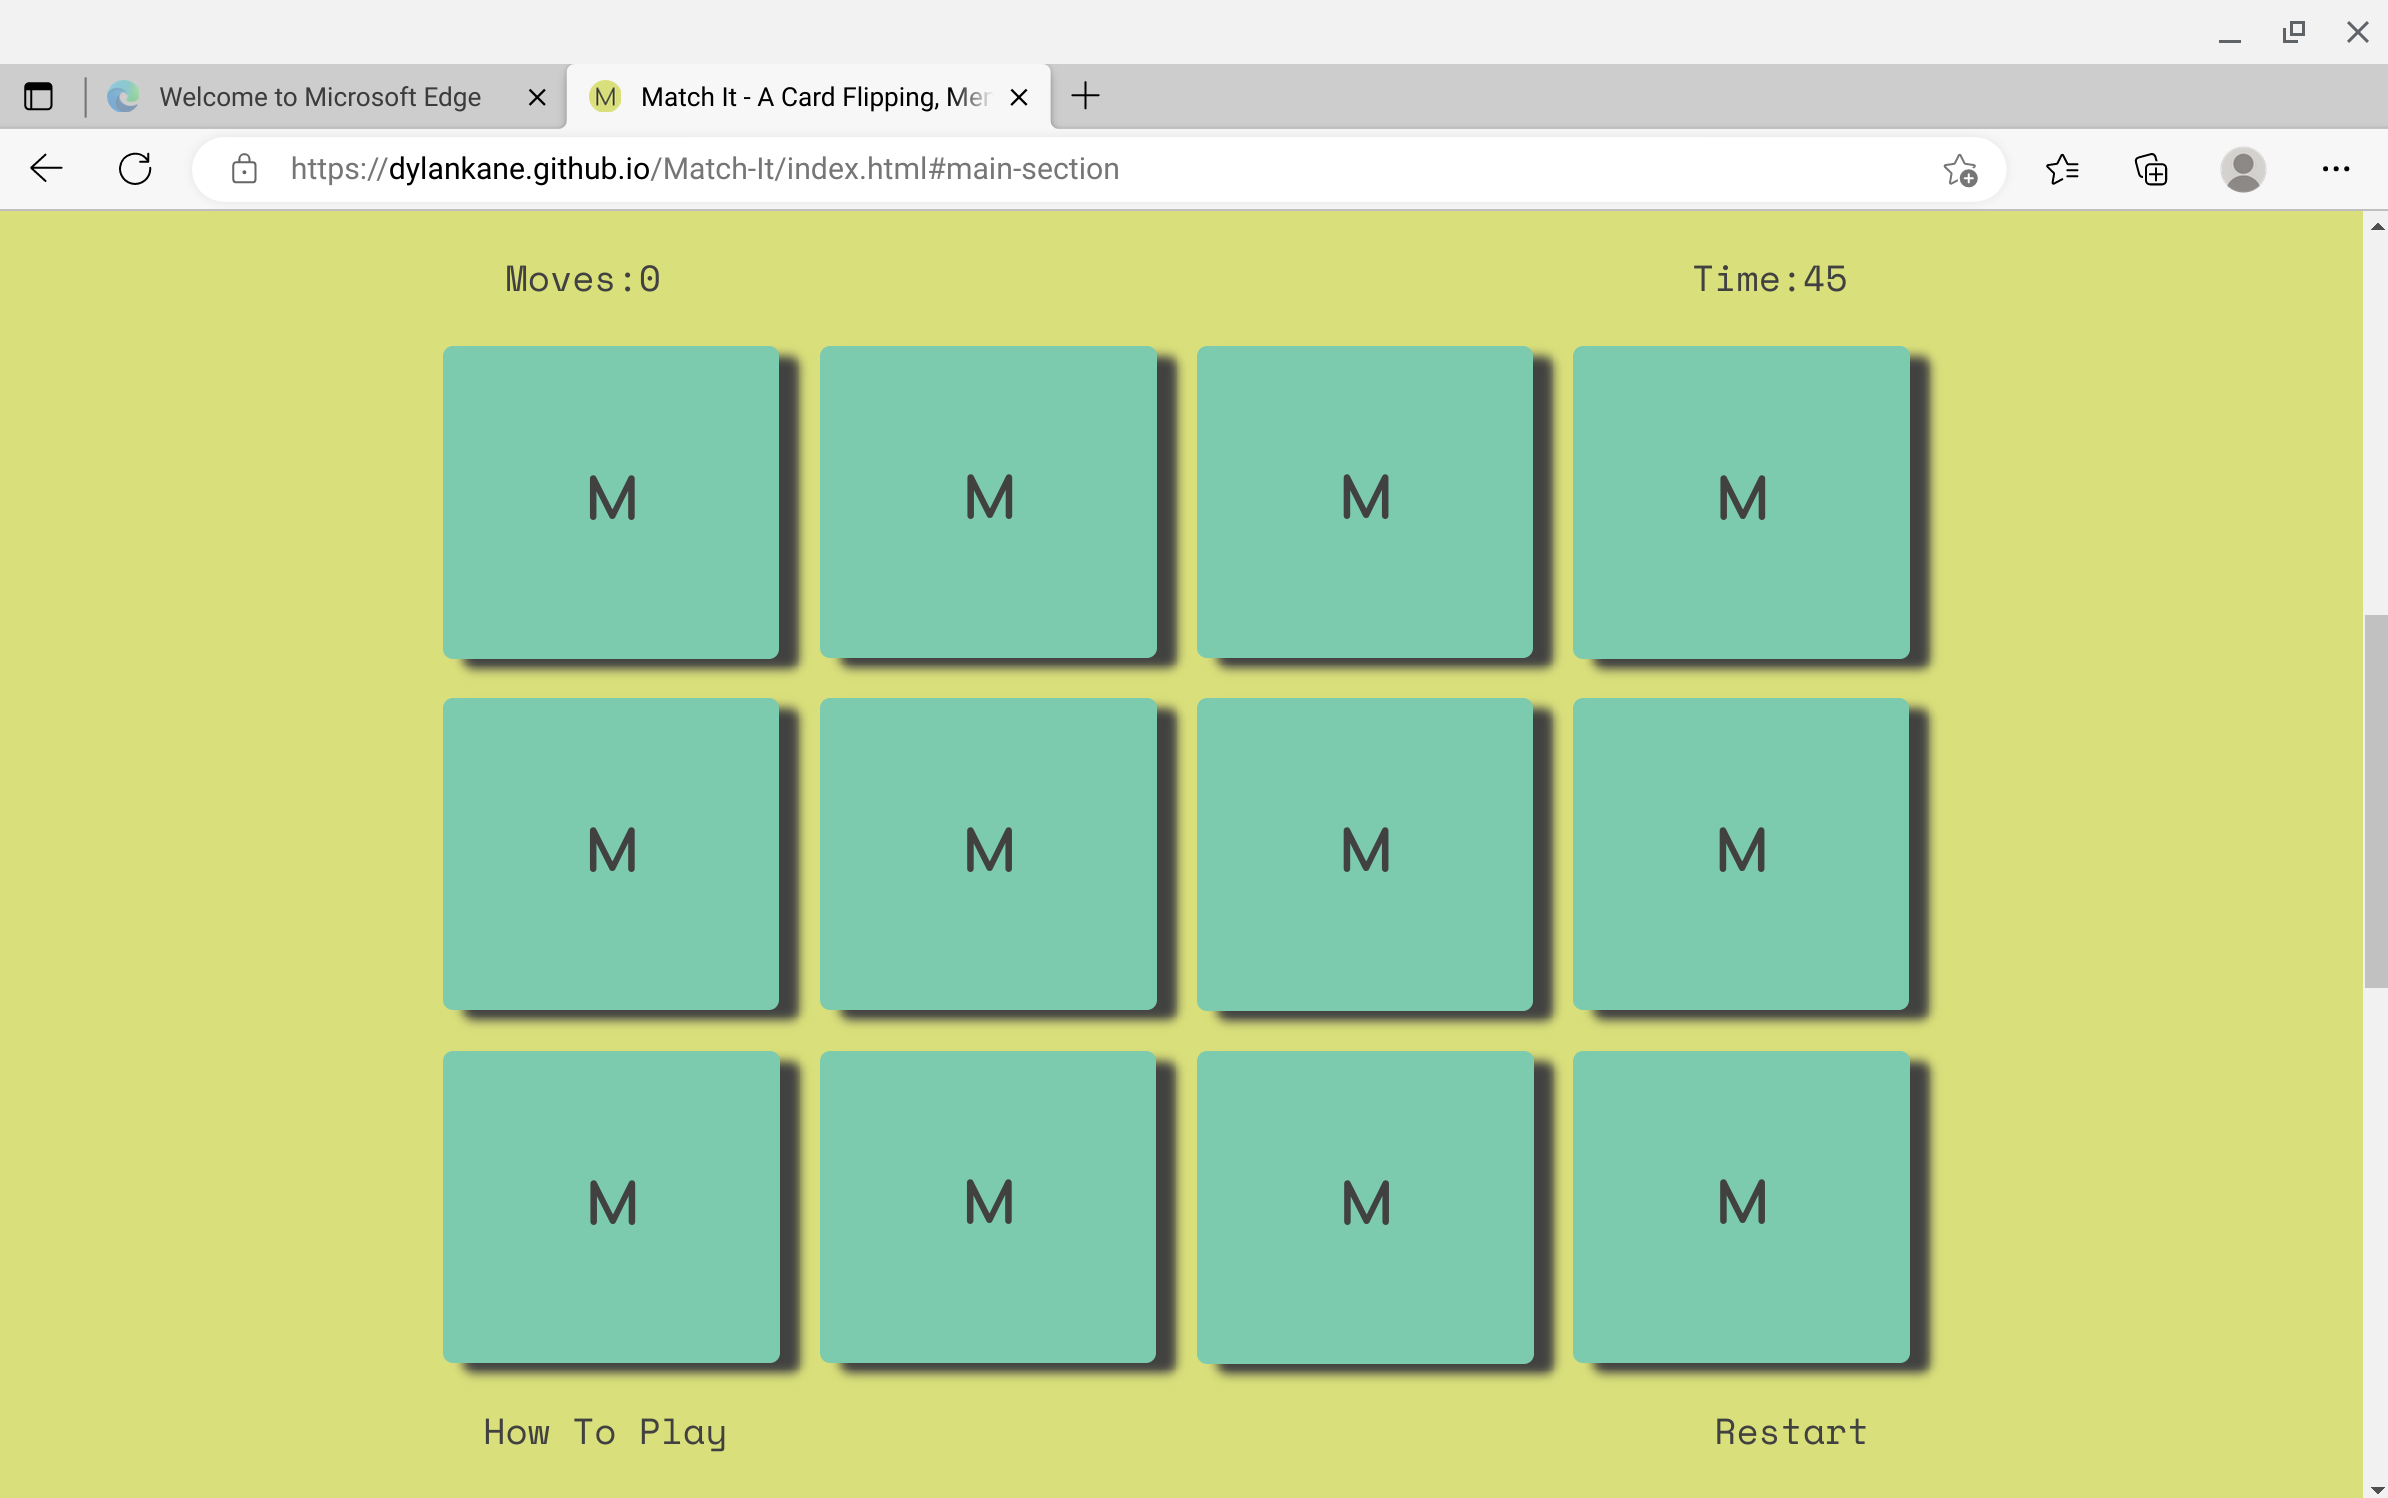 Welcome to Microsoft Edge
M Match It - A Card Flipping, Mer
https://dylankane.github.io/Match-It/index.html#main-section
Moves:0 Time:45
M M M M
M M M M
M M M M
How To Play Restart